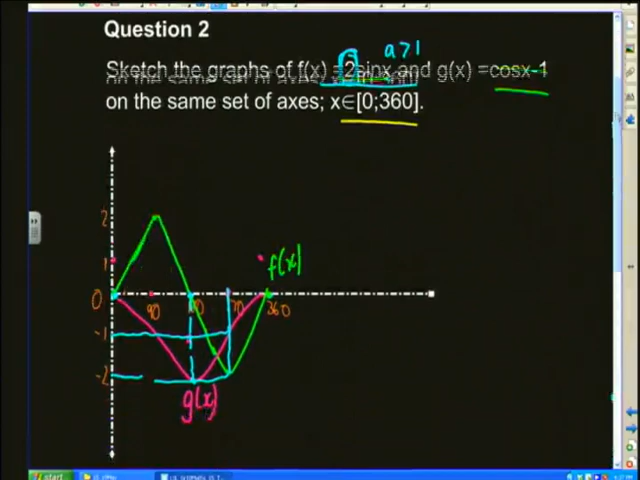 Question 2
a>1
Sketch the graphs of f(x) =2sinx and g(x) =cosx-1
on the same set of axes; x∈[0;360].
2
1
f(x)
0
90
360
-1
-2
g(x)
start